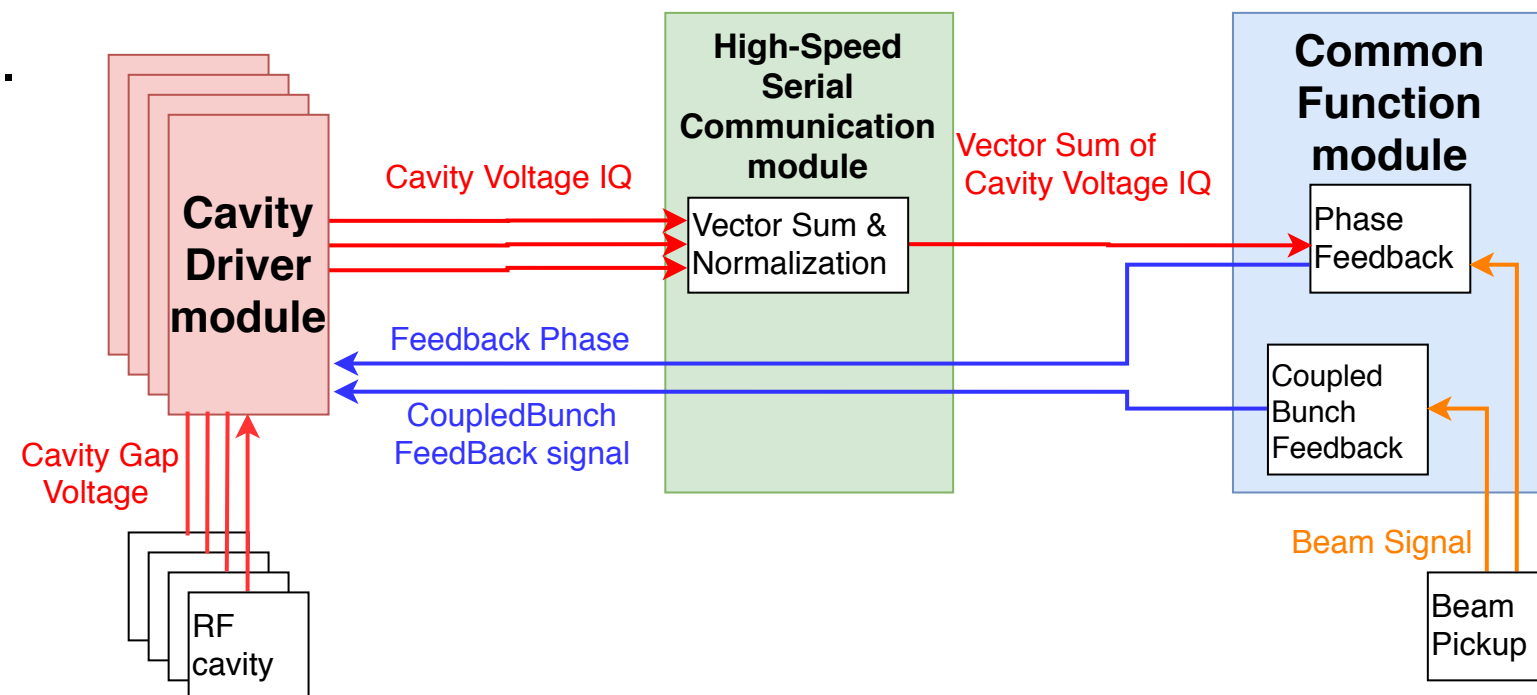 .
High-Speed
Serial
Communication
module
Common
Function
module
Cavity
Driver
module
Cavity Voltage IQ
Vector Sum of
Cavity Voltage IQ
Vector Sum &
Normalization
Phase
Feedback
Feedback Phase
CoupledBunch
FeedBack signal
Coupled
Bunch
Feedback
Cavity Gap
Voltage
Beam Signal
RF
cavity
Beam
Pickup